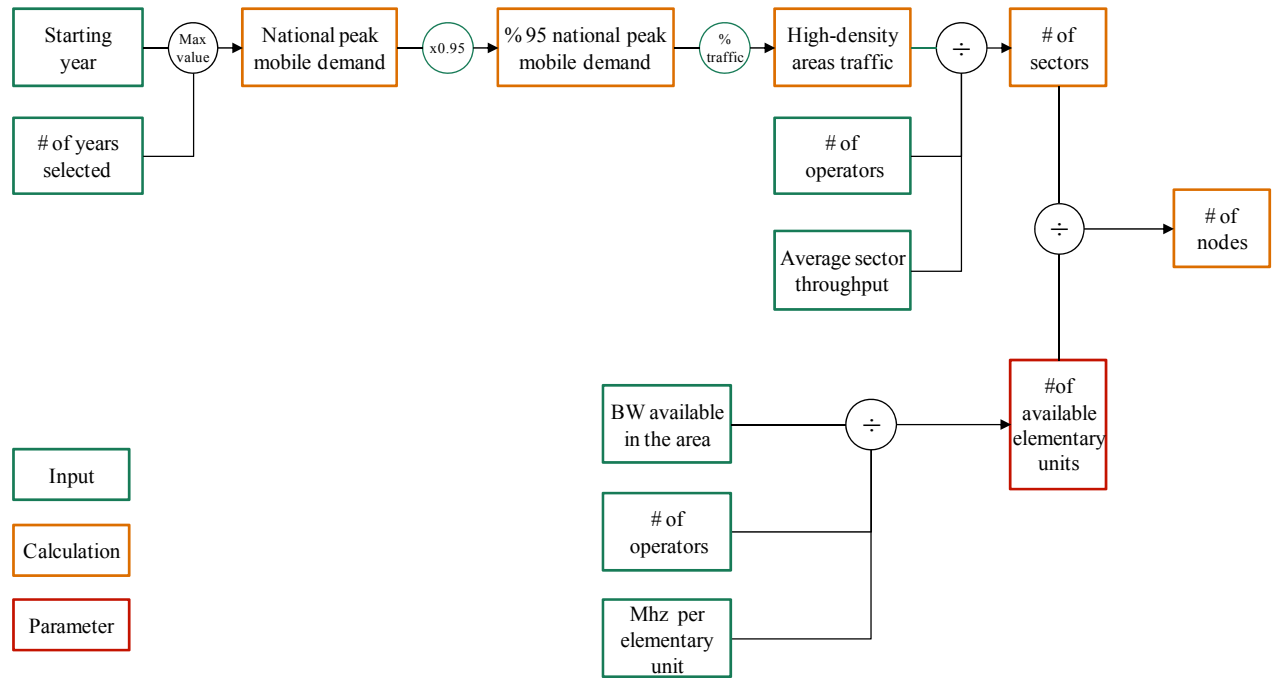 Starting
year
Max
value
National peak
mobile demand
x0.95
% 95 national peak
mobile demand
%
traffic
High-density
areas traffic
÷
# of
sectors
# of years
selected
# of
operators
Average sector
throughput
÷
# of
nodes
BW available
in the area
÷
#of
available
elementary
units
# of
operators
Mhz per
elementary
unit
Input
Calculation
Parameter